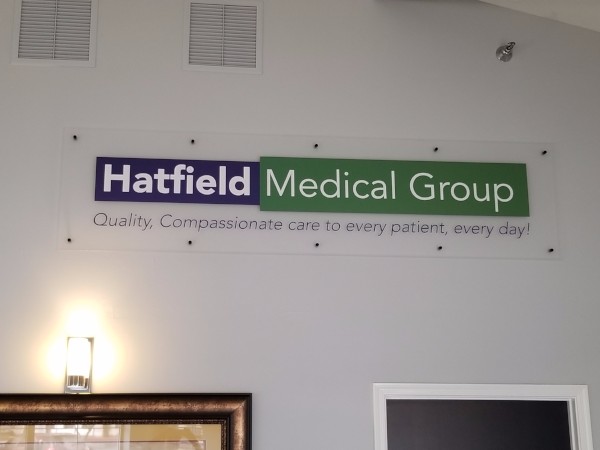 Hatfield Medical Group
Quality, Compassionate care to every patient, every day!